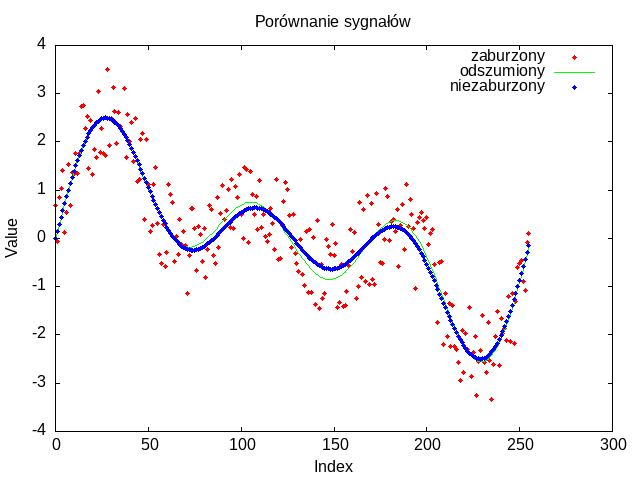 Porównanie sygnałów
zaburzony
odszumiony
niezaburzony
4
3
2
1
0
-1
-2
-3
-4
Value
0 50 100 150 200 250 300
Index